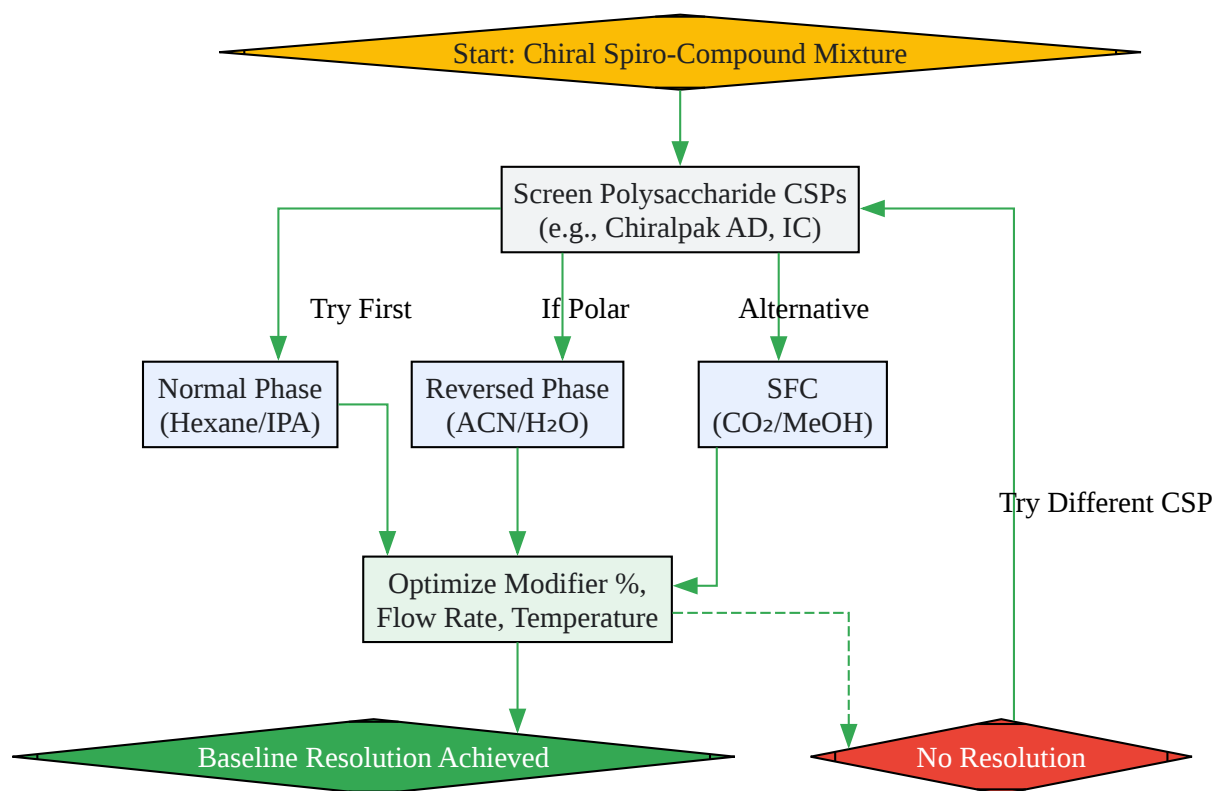 Start: Chiral Spiro-Compound Mixture
Screen Polysaccharide CSPs
(e.g., Chiralpak AD, IC)
Try First
If Polar
Alternative
Normal Phase
(Hexane/IPA)
Reversed Phase
(ACN/H₂O)
SFC
(CO₂/MeOH)
Try Different CSP
Optimize Modifier %,
Flow Rate, Temperature
Baseline Resolution Achieved
No Resolution